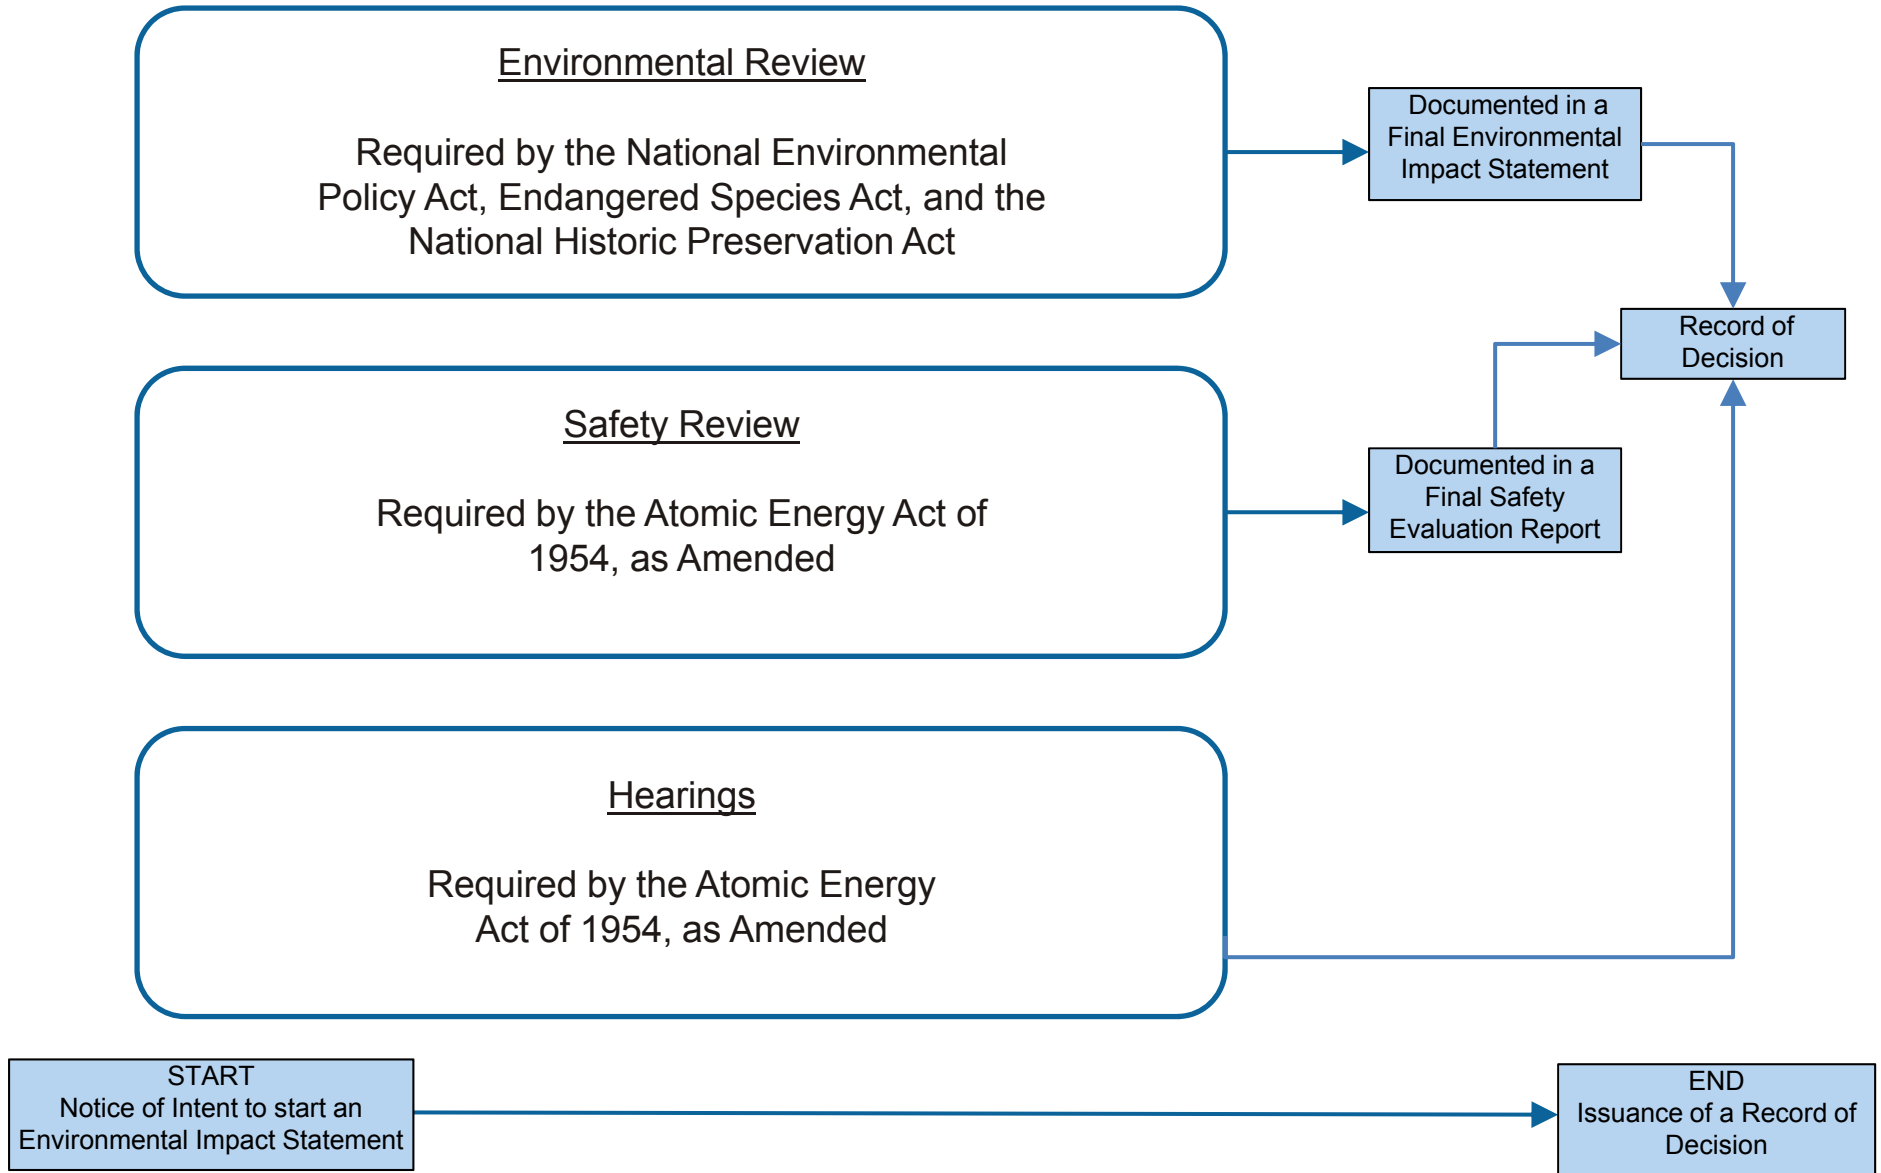 Environmental Review
Required by the National Environmental
Policy Act, Endangered Species Act, and the
National Historic Preservation Act
Documented in a
Final Environmental
Impact Statement
Record of
Decision
Safety Review
Required by the Atomic Energy Act of
1954, as Amended
Documented in a
Final Safety
Evaluation Report
Hearings
Required by the Atomic Energy
Act of 1954, as Amended
START
Notice of Intent to start an
Environmental Impact Statement
END
Issuance of a Record of
Decision